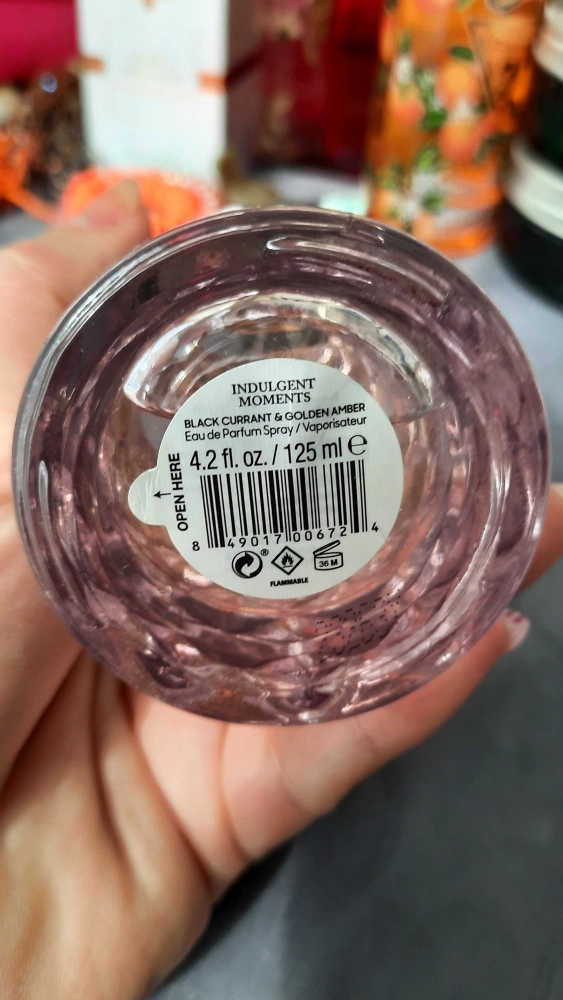 INDULGENT
MOMENTS
BLACK CURRANT & GOLDEN AMBER
Eau de Parfum Spray / Vaporisateur
4.2 fl. oz. / 125 ml ℮
OPEN HERE
8 49017 00672 4
®
36 M
FLAMMABLE